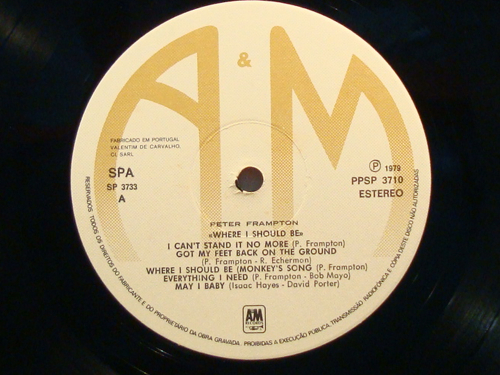 A & M
FABRICADO EM PORTUGAL
VALENTIM DE CARVALHO,
CI, SARL
SPA
SP 3733
A
Ⓟ 1979
PPSP 3710
ESTEREO
PETER FRAMPTON
«WHERE I SHOULD BE»
I CAN'T STAND IT NO MORE (P. Frampton)
GOT MY FEET BACK ON THE GROUND
(P. Frampton - R. Echermon)
WHERE I SHOULD BE (MONKEY'S SONG (P. Frampton)
EVERYTHING I NEED (P. Frampton - Bob Mayo)
MAY I BABY (Isaac Hayes - David Porter)
A&M
RECORDS
RESERVADOS TODOS OS DIREITOS DO FABRICANTE E DO PROPRIETARIO DA OBRA GRAVADA. PROIBIDAS A EXECUÇÃO PUBLICA, TRANSMISSÃO RADIOFÓNICA E CÓPIA DESTE DISCO NÃO AUTORIZADAS